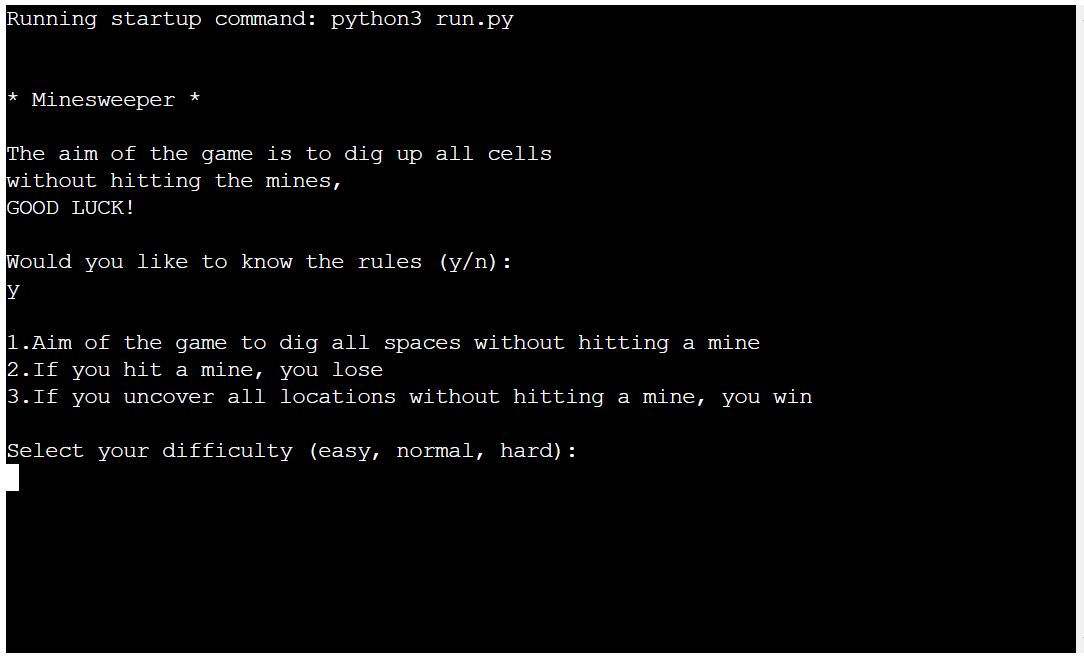 Running startup command: python3 run.py
* Minesweeper *
The aim of the game is to dig up all cells
without hitting the mines,
GOOD LUCK!
Would you like to know the rules (y/n):
y
1.Aim of the game to dig all spaces without hitting a mine
2.If you hit a mine, you lose
3.If you uncover all locations without hitting a mine, you win
Select your difficulty (easy, normal, hard):